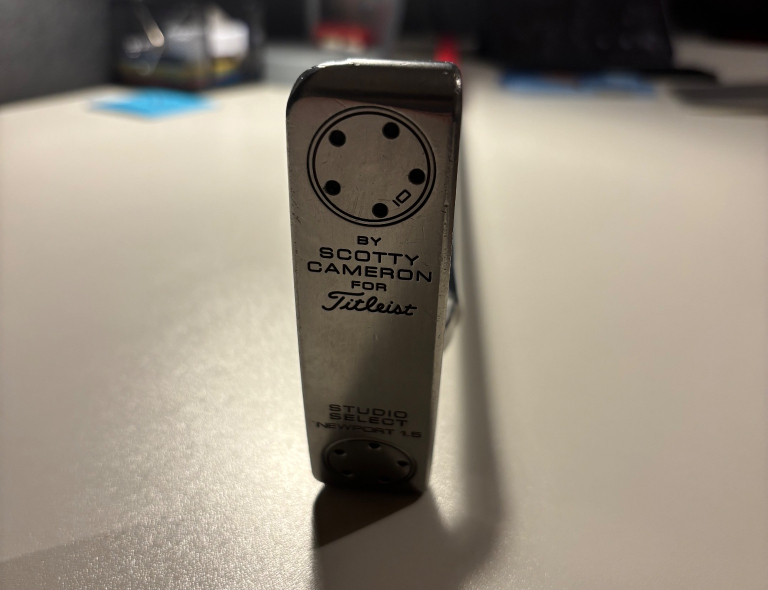 10
BY
SCOTTY
CAMERON
FOR
Titleist
STUDIO
SELECT
NEWPORT 1.5